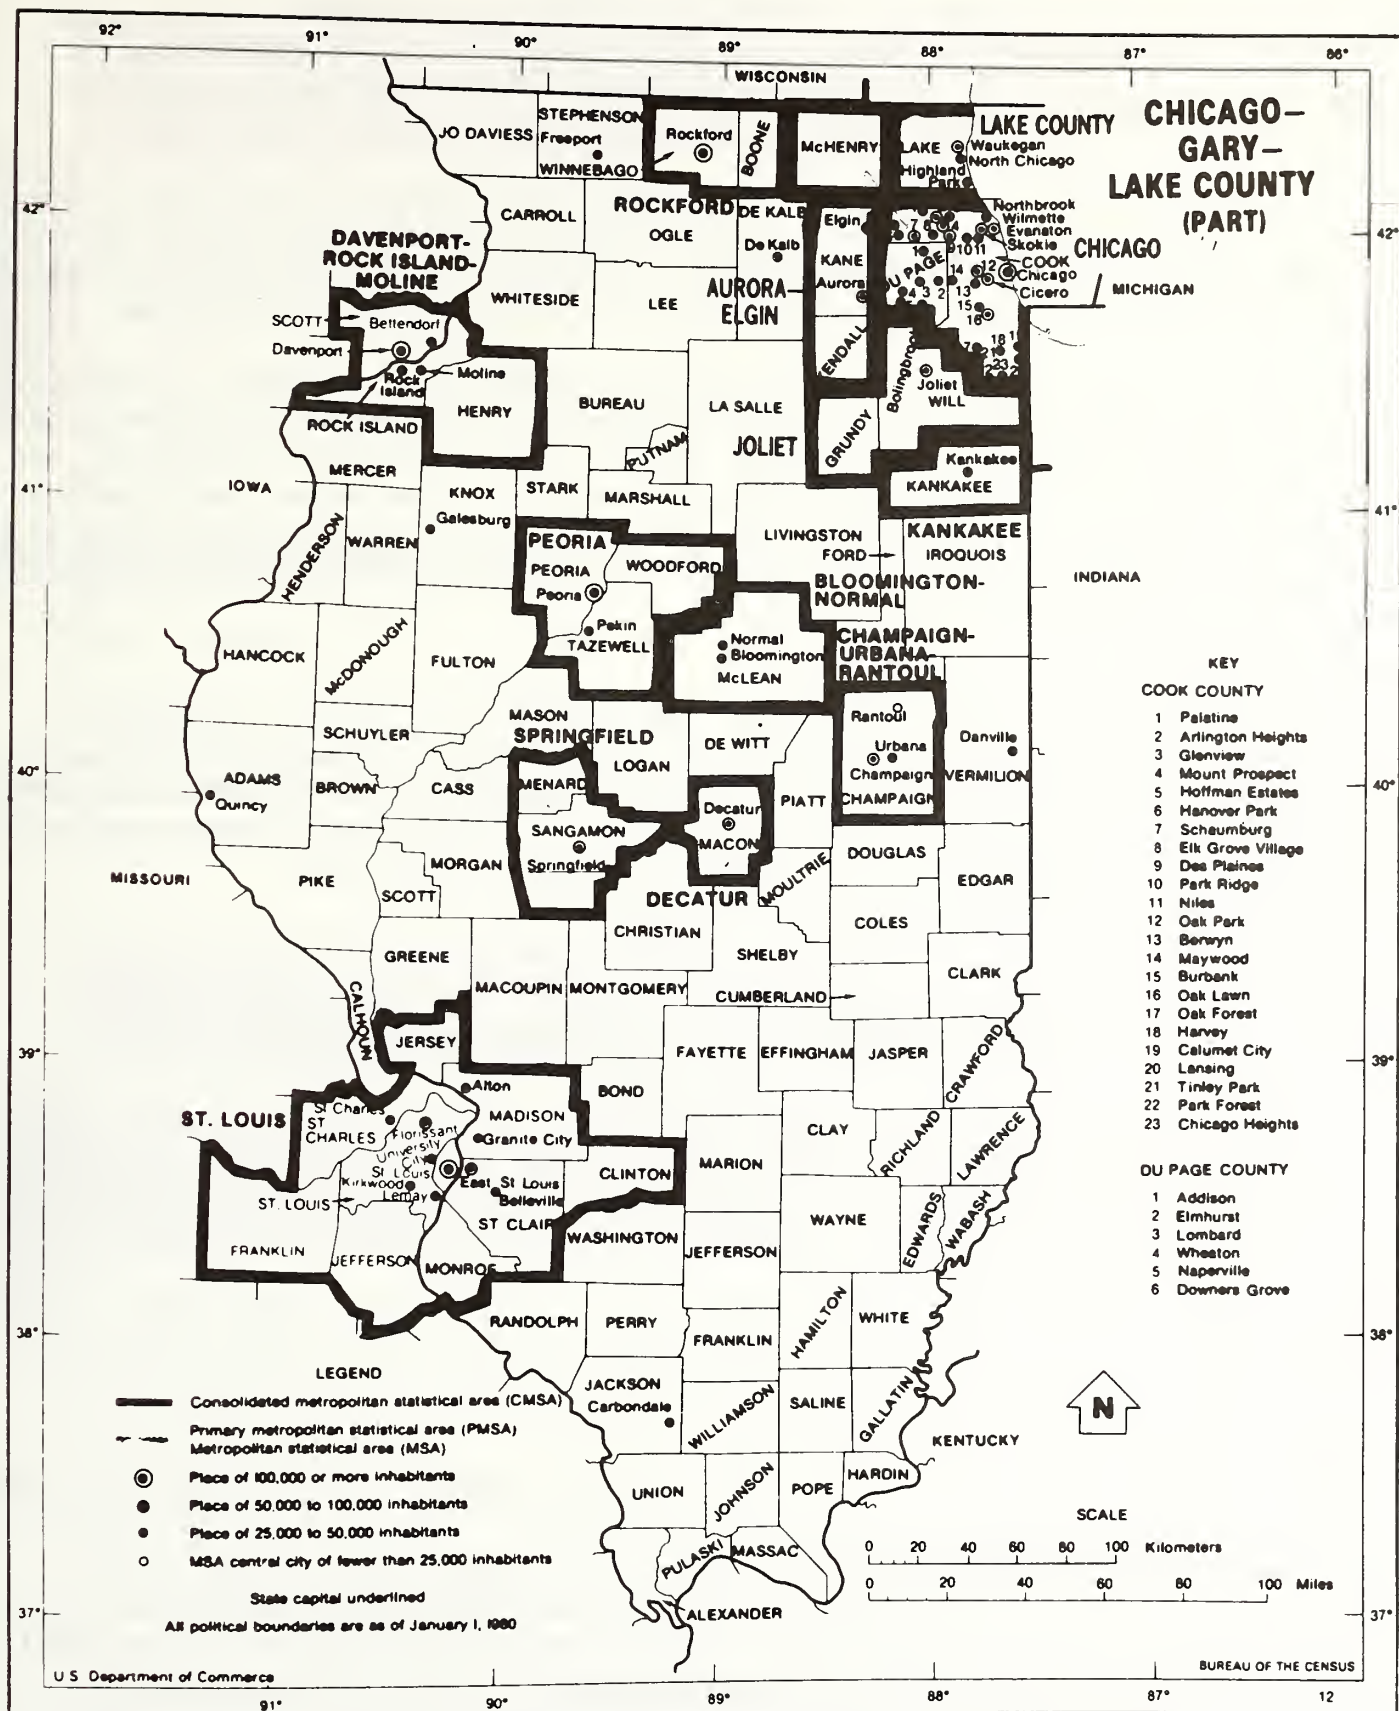 92° 91° 90° 89° 88° 87° 86°
WISCONSIN
CHICAGO—
GARY—
LAKE COUNTY
(PART)
LAKE COUNTY
JO DAVIESS
STEPHENSON
Freeport
WINNEBAGO
Rockford
BOONE
McHENRY
LAKE
Waukegan
North Chicago
Highland
Park
42°
42°
CARROLL
ROCKFORD
OGLE
DE KALB
De Kalb
Elgin
KANE
Aurora
DU PAGE
Northbrook
Wilmette
Evanston
Skokie
COOK
Chicago
Cicero
CHICAGO
MICHIGAN
DAVENPORT-
ROCK ISLAND-
MOLINE
WHITESIDE
LEE
AURORA
ELGIN
KENDALL
SCOTT
Bettendorf
Davenport
Rock
Island
Moline
HENRY
ROCK ISLAND
BUREAU
LA SALLE
PUTNAM
JOLIET
GRUNDY
Bolingbrook
Joliet
WILL
Kankakee
KANKAKEE
KANKAKEE
MERCER
IOWA
41°
41°
KNOX
Galesburg
STARK
MARSHALL
LIVINGSTON
FORD
IROQUOIS
INDIANA
HENDERSON
WARREN
PEORIA
PEORIA
Peoria
WOODFORD
Pekin
TAZEWELL
BLOOMINGTON-
NORMAL
Normal
Bloomington
McLEAN
CHAMPAIGN-
URBANA-
RANTOUL
HANCOCK
McDONOUGH
FULTON
MASON
SCHUYLER
SPRINGFIELD
LOGAN
DE WITT
Rantoul
Urbana
Champaign
CHAMPAIGN
Danville
VERMILION
40°
40°
ADAMS
Quincy
BROWN
CASS
MENARD
SANGAMON
Springfield
Decatur
MACON
PIATT
DECATUR
MOULTRIE
DOUGLAS
EDGAR
MISSOURI
PIKE
SCOTT
MORGAN
CHRISTIAN
SHELBY
COLES
CLARK
CUMBERLAND
GREENE
CALHOUN
MACOUPIN
MONTGOMERY
39°
39°
JERSEY
FAYETTE
EFFINGHAM
JASPER
CRAWFORD
BOND
Alton
MADISON
Granite City
ST. LOUIS
St Charles
ST
CHARLES
Florissant
University
City
St Louis
Kirkwood
Lemay
ST. LOUIS
East St Louis
Belleville
ST CLAIR
CLINTON
MARION
CLAY
RICHLAND
LAWRENCE
FRANKLIN
JEFFERSON
MONROE
WASHINGTON
JEFFERSON
WAYNE
EDWARDS
WABASH
38°
38°
RANDOLPH
PERRY
FRANKLIN
HAMILTON
WHITE
JACKSON
Carbondale
WILLIAMSON
SALINE
GALLATIN
KENTUCKY
UNION
JOHNSON
POPE
HARDIN
PULASKI
MASSAC
ALEXANDER
37°
37°
KEY
COOK COUNTY
1 Palatine
2 Arlington Heights
3 Glenview
4 Mount Prospect
5 Hoffman Estates
6 Hanover Park
7 Schaumburg
8 Elk Grove Village
9 Des Plaines
10 Park Ridge
11 Niles
12 Oak Park
13 Berwyn
14 Maywood
15 Burbank
16 Oak Lawn
17 Oak Forest
18 Harvey
19 Calumet City
20 Lansing
21 Tinley Park
22 Park Forest
23 Chicago Heights
DU PAGE COUNTY
1 Addison
2 Elmhurst
3 Lombard
4 Wheaton
5 Naperville
6 Downers Grove
N
LEGEND
Consolidated metropolitan statistical area (CMSA)
Primary metropolitan statistical area (PMSA)
Metropolitan statistical area (MSA)
Place of 100,000 or more inhabitants
Place of 50,000 to 100,000 inhabitants
Place of 25,000 to 50,000 inhabitants
MSA central city of fewer than 25,000 inhabitants
State capital underlined
All political boundaries are as of January 1, 1980
SCALE
0 20 40 60 80 100 Kilometers
0 20 40 60 80 100 Miles
U S Department of Commerce
BUREAU OF THE CENSUS
91° 90° 89° 88° 87° 12